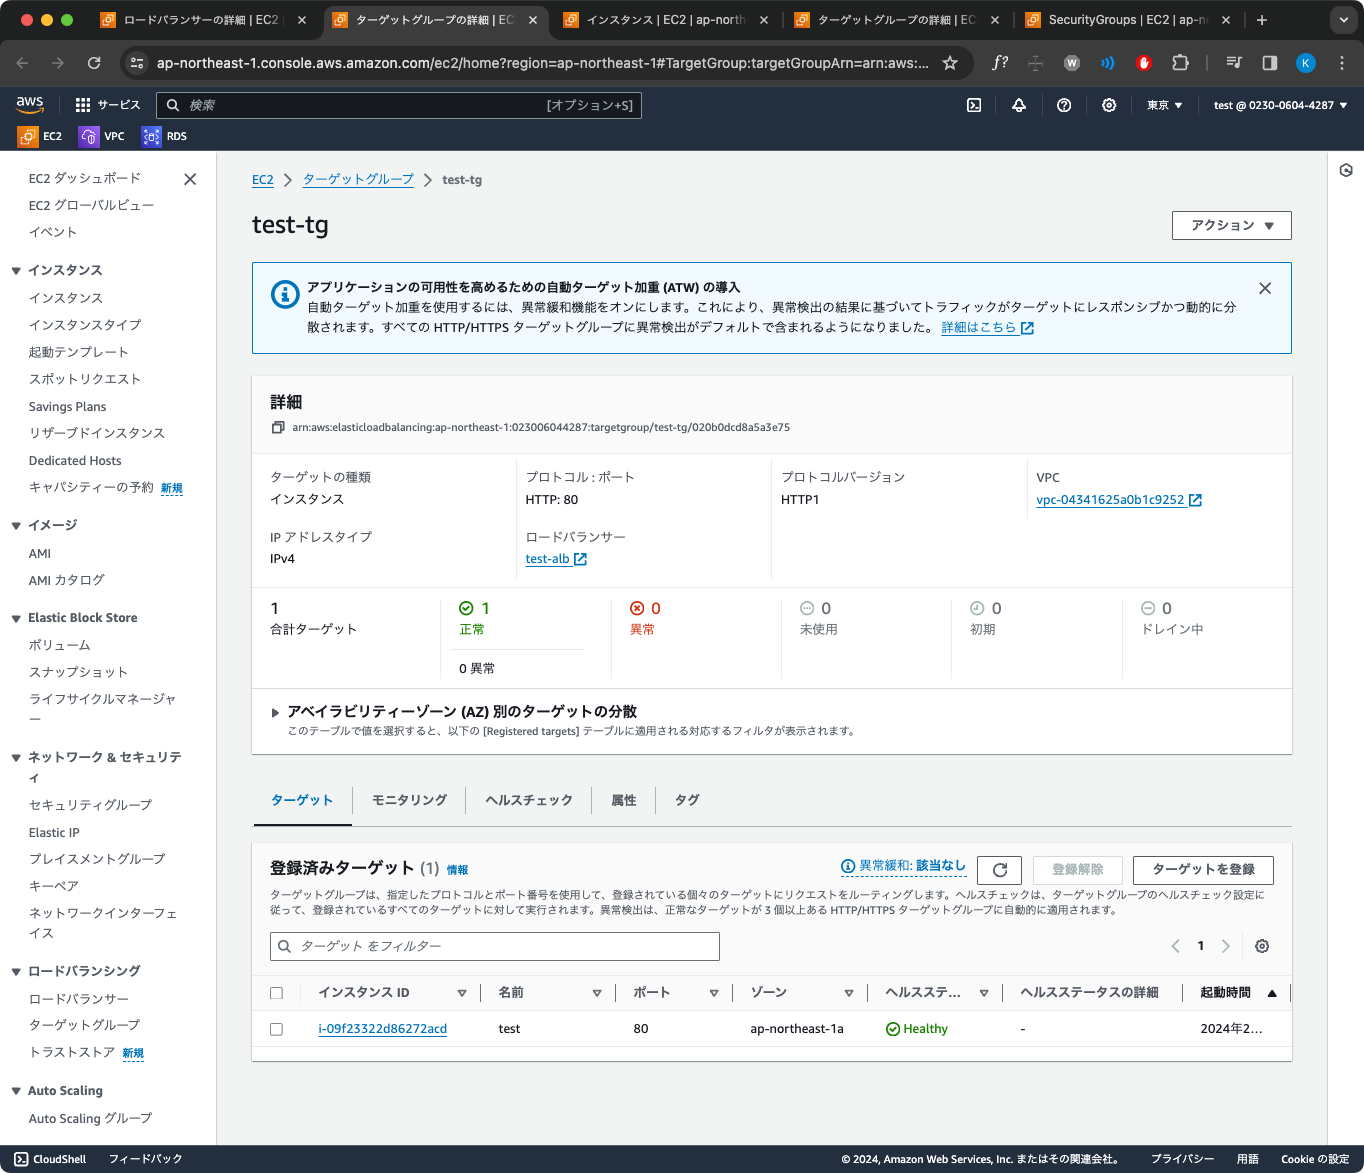 ロードバランサーの詳細 | EC2
ターゲットグループの詳細 | EC
インスタンス | EC2 | ap-north
ターゲットグループの詳細 | EC
SecurityGroups | EC2 | ap-n
ap-northeast-1.console.aws.amazon.com/ec2/home?region=ap-northeast-1#TargetGroup:targetGroupArn=arn:aws:...
f?
W
K
aws
サービス
検索
[オプション+S]
東京
test @ 0230-0604-4287
EC2
VPC
RDS
EC2 ダッシュボード
EC2 グローバルビュー
イベント
インスタンス
インスタンス
インスタンスタイプ
起動テンプレート
スポットリクエスト
Savings Plans
リザーブドインスタンス
Dedicated Hosts
キャパシティーの予約 新規
イメージ
AMI
AMI カタログ
Elastic Block Store
ボリューム
スナップショット
ライフサイクルマネージャ
ー
ネットワーク & セキュリテ
ィ
セキュリティグループ
Elastic IP
プレイスメントグループ
キーペア
ネットワークインターフェ
イス
ロードバランシング
ロードバランサー
ターゲットグループ
トラストストア 新規
Auto Scaling
Auto Scaling グループ
EC2 > ターゲットグループ > test-tg
test-tg
アクション
アプリケーションの可用性を高めるための自動ターゲット加重 (ATW) の導入
自動ターゲット加重を使用するには、異常緩和機能をオンにします。これにより、異常検出の結果に基づいてトラフィックがターゲットにレスポンシブかつ動的に分
散されます。すべての HTTP/HTTPS ターゲットグループに異常検出がデフォルトで含まれるようになりました。 詳細はこちら
詳細
arn:aws:elasticloadbalancing:ap-northeast-1:023006044287:targetgroup/test-tg/020b0dcd8a5a3e75
ターゲットの種類
インスタンス
プロトコル : ポート
HTTP: 80
プロトコルバージョン
HTTP1
VPC
vpc-04341625a0b1c9252
IP アドレスタイプ
IPv4
ロードバランサー
test-alb
1
合計ターゲット
1
正常
0 異常
0
異常
0
未使用
0
初期
0
ドレイン中
アベイラビリティーゾーン (AZ) 別のターゲットの分散
このテーブルで値を選択すると、以下の [Registered targets] テーブルに適用される対応するフィルタが表示されます。
ターゲット
モニタリング
ヘルスチェック
属性
タグ
登録済みターゲット (1) 情報
異常緩和: 該当なし
登録解除
ターゲットを登録
ターゲットグループは、指定したプロトコルとポート番号を使用して、登録されている個々のターゲットにリクエストをルーティングします。ヘルスチェックは、ターゲットグループのヘルスチェック設定に
従って、登録されているすべてのターゲットに対して実行されます。異常検出は、正常なターゲットが 3 個以上ある HTTP/HTTPS ターゲットグループに自動的に適用されます。
ターゲット をフィルター
1
インスタンス ID
名前
ポート
ゾーン
ヘルスステ...
ヘルスステータスの詳細
起動時間
i-09f23322d86272acd
test
80
ap-northeast-1a
Healthy
-
2024年2...
CloudShell
フィードバック
© 2024, Amazon Web Services, Inc. またはその関連会社。
プライバシー
用語
Cookie の設定